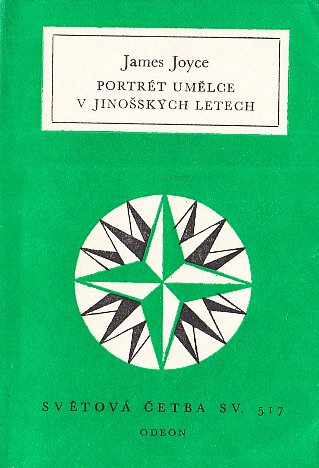 James Joyce
PORTRÉT UMĚLCE
V JINOŠSKÝCH LETECH
SVĚTOVÁ ČETBA SV. 517
ODEON